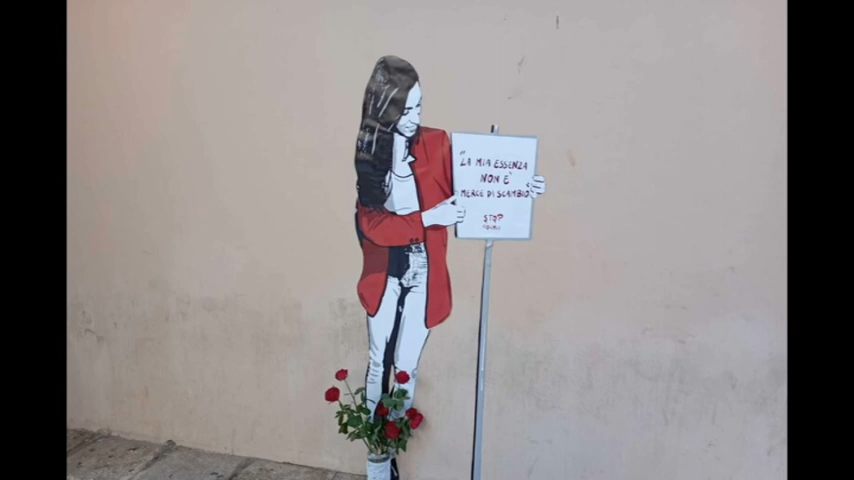 "LA MIA ESSENZA
NON E'
MERCE DI SCAMBIO"
STOP